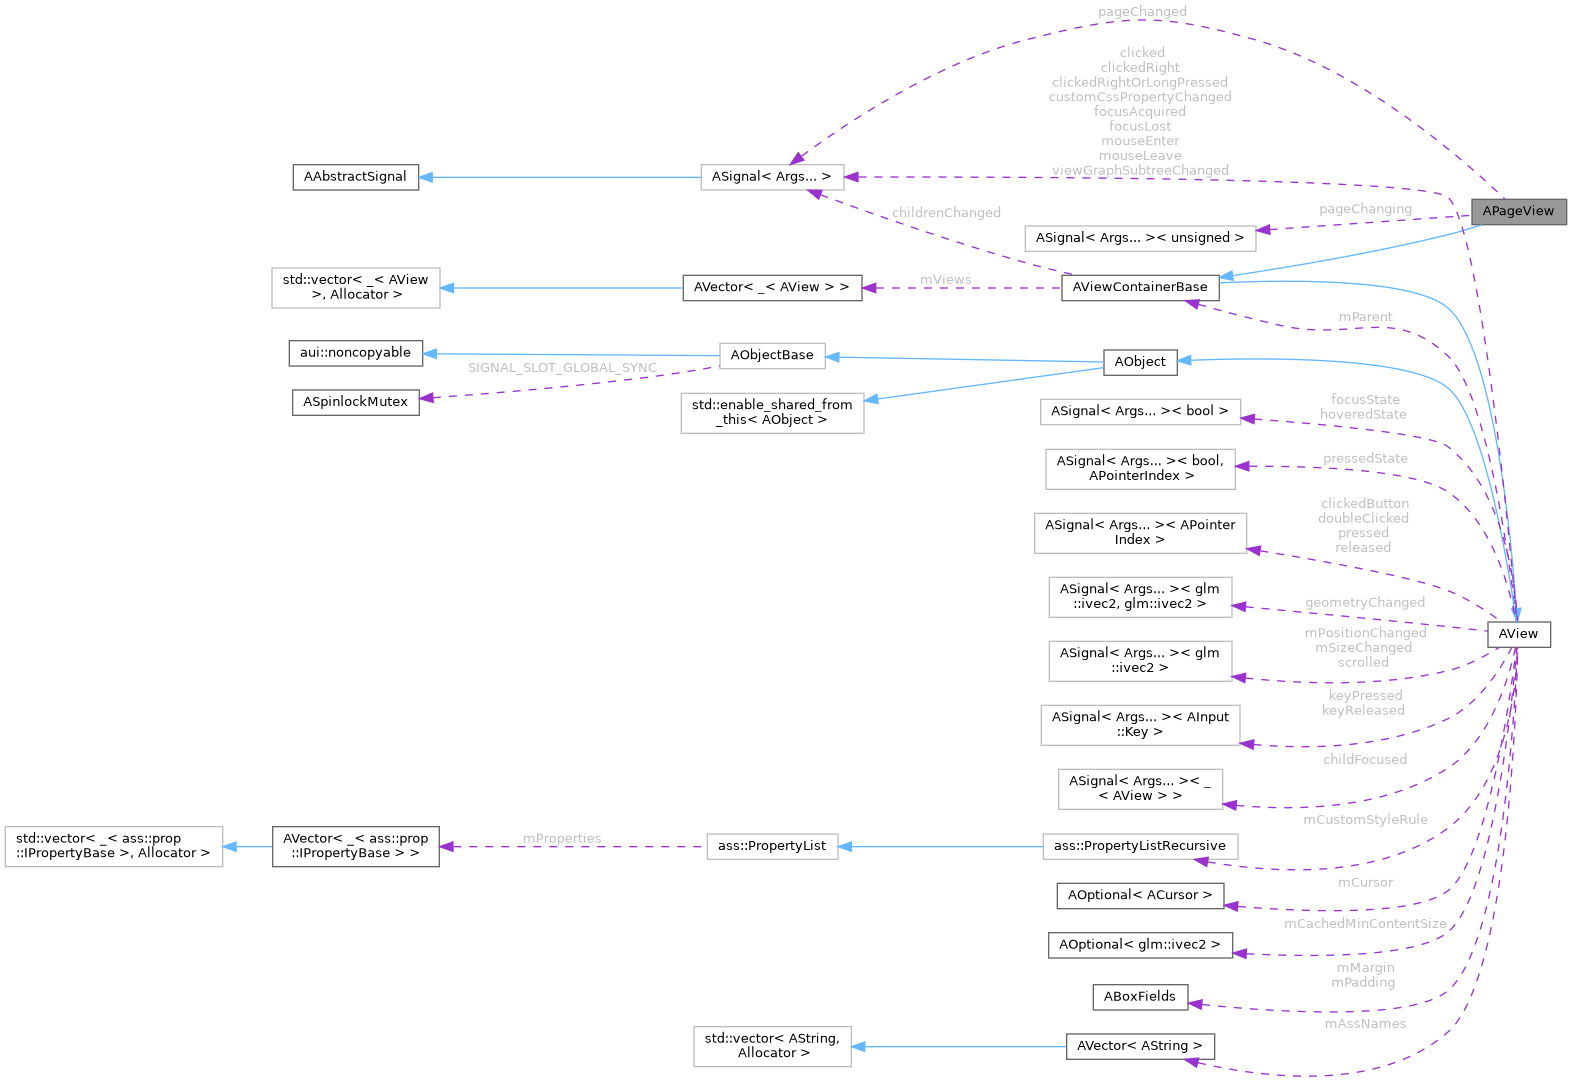 pageChanged
clicked
clickedRight
clickedRightOrLongPressed
customCssPropertyChanged
focusAcquired
focusLost
mouseEnter
mouseLeave
viewGraphSubtreeChanged
AAbstractSignal
ASignal< Args... >
APageView
childrenChanged
pageChanging
ASignal< Args... >< unsigned >
std::vector< _< AView
>, Allocator >
AVector< _< AView > >
mViews
AViewContainerBase
mParent
aui::noncopyable
AObjectBase
AObject
SIGNAL_SLOT_GLOBAL_SYNC
ASpinlockMutex
std::enable_shared_from
_this< AObject >
ASignal< Args... >< bool >
focusState
hoveredState
ASignal< Args... >< bool,
APointerIndex >
pressedState
ASignal< Args... >< APointer
Index >
clickedButton
doubleClicked
pressed
released
ASignal< Args... >< glm
::ivec2, glm::ivec2 >
geometryChanged
AView
ASignal< Args... >< glm
::ivec2 >
mPositionChanged
mSizeChanged
scrolled
ASignal< Args... >< AInput
::Key >
keyPressed
keyReleased
ASignal< Args... >< _
< AView > >
childFocused
mCustomStyleRule
std::vector< _< ass::prop
::IPropertyBase >, Allocator >
AVector< _< ass::prop
::IPropertyBase > >
mProperties
ass::PropertyList
ass::PropertyListRecursive
AOptional< ACursor >
mCursor
AOptional< glm::ivec2 >
mCachedMinContentSize
ABoxFields
mMargin
mPadding
std::vector< AString,
Allocator >
AVector< AString >
mAssNames